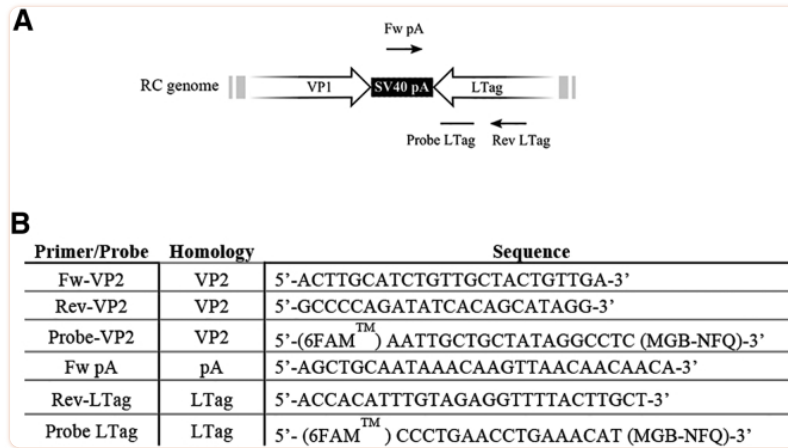 A
Fw pA
RC genome
VP1
SV40 pA
LTag
Probe LTag
Rev LTag
B
Primer/Probe Homology Sequence
Fw-VP2 VP2 5’-ACTTGCATCTGTTGCTACTGTTGA-3’
Rev-VP2 VP2 5’-GCCCCAGATATCACAGCATAGG-3’
Probe-VP2 VP2 5’-(6FAM™) AATTGCTGCTATAGGCCTC (MGB-NFQ)-3’
Fw pA pA 5’-AGCTGCAATAAACAAGTTAACAACAACA-3’
Rev-LTag LTag 5’-ACCACATTTGTAGAGGTTTTACTTGCT-3’
Probe LTag LTag 5’- (6FAM™) CCCTGAACCTGAAACAT (MGB-NFQ)-3’